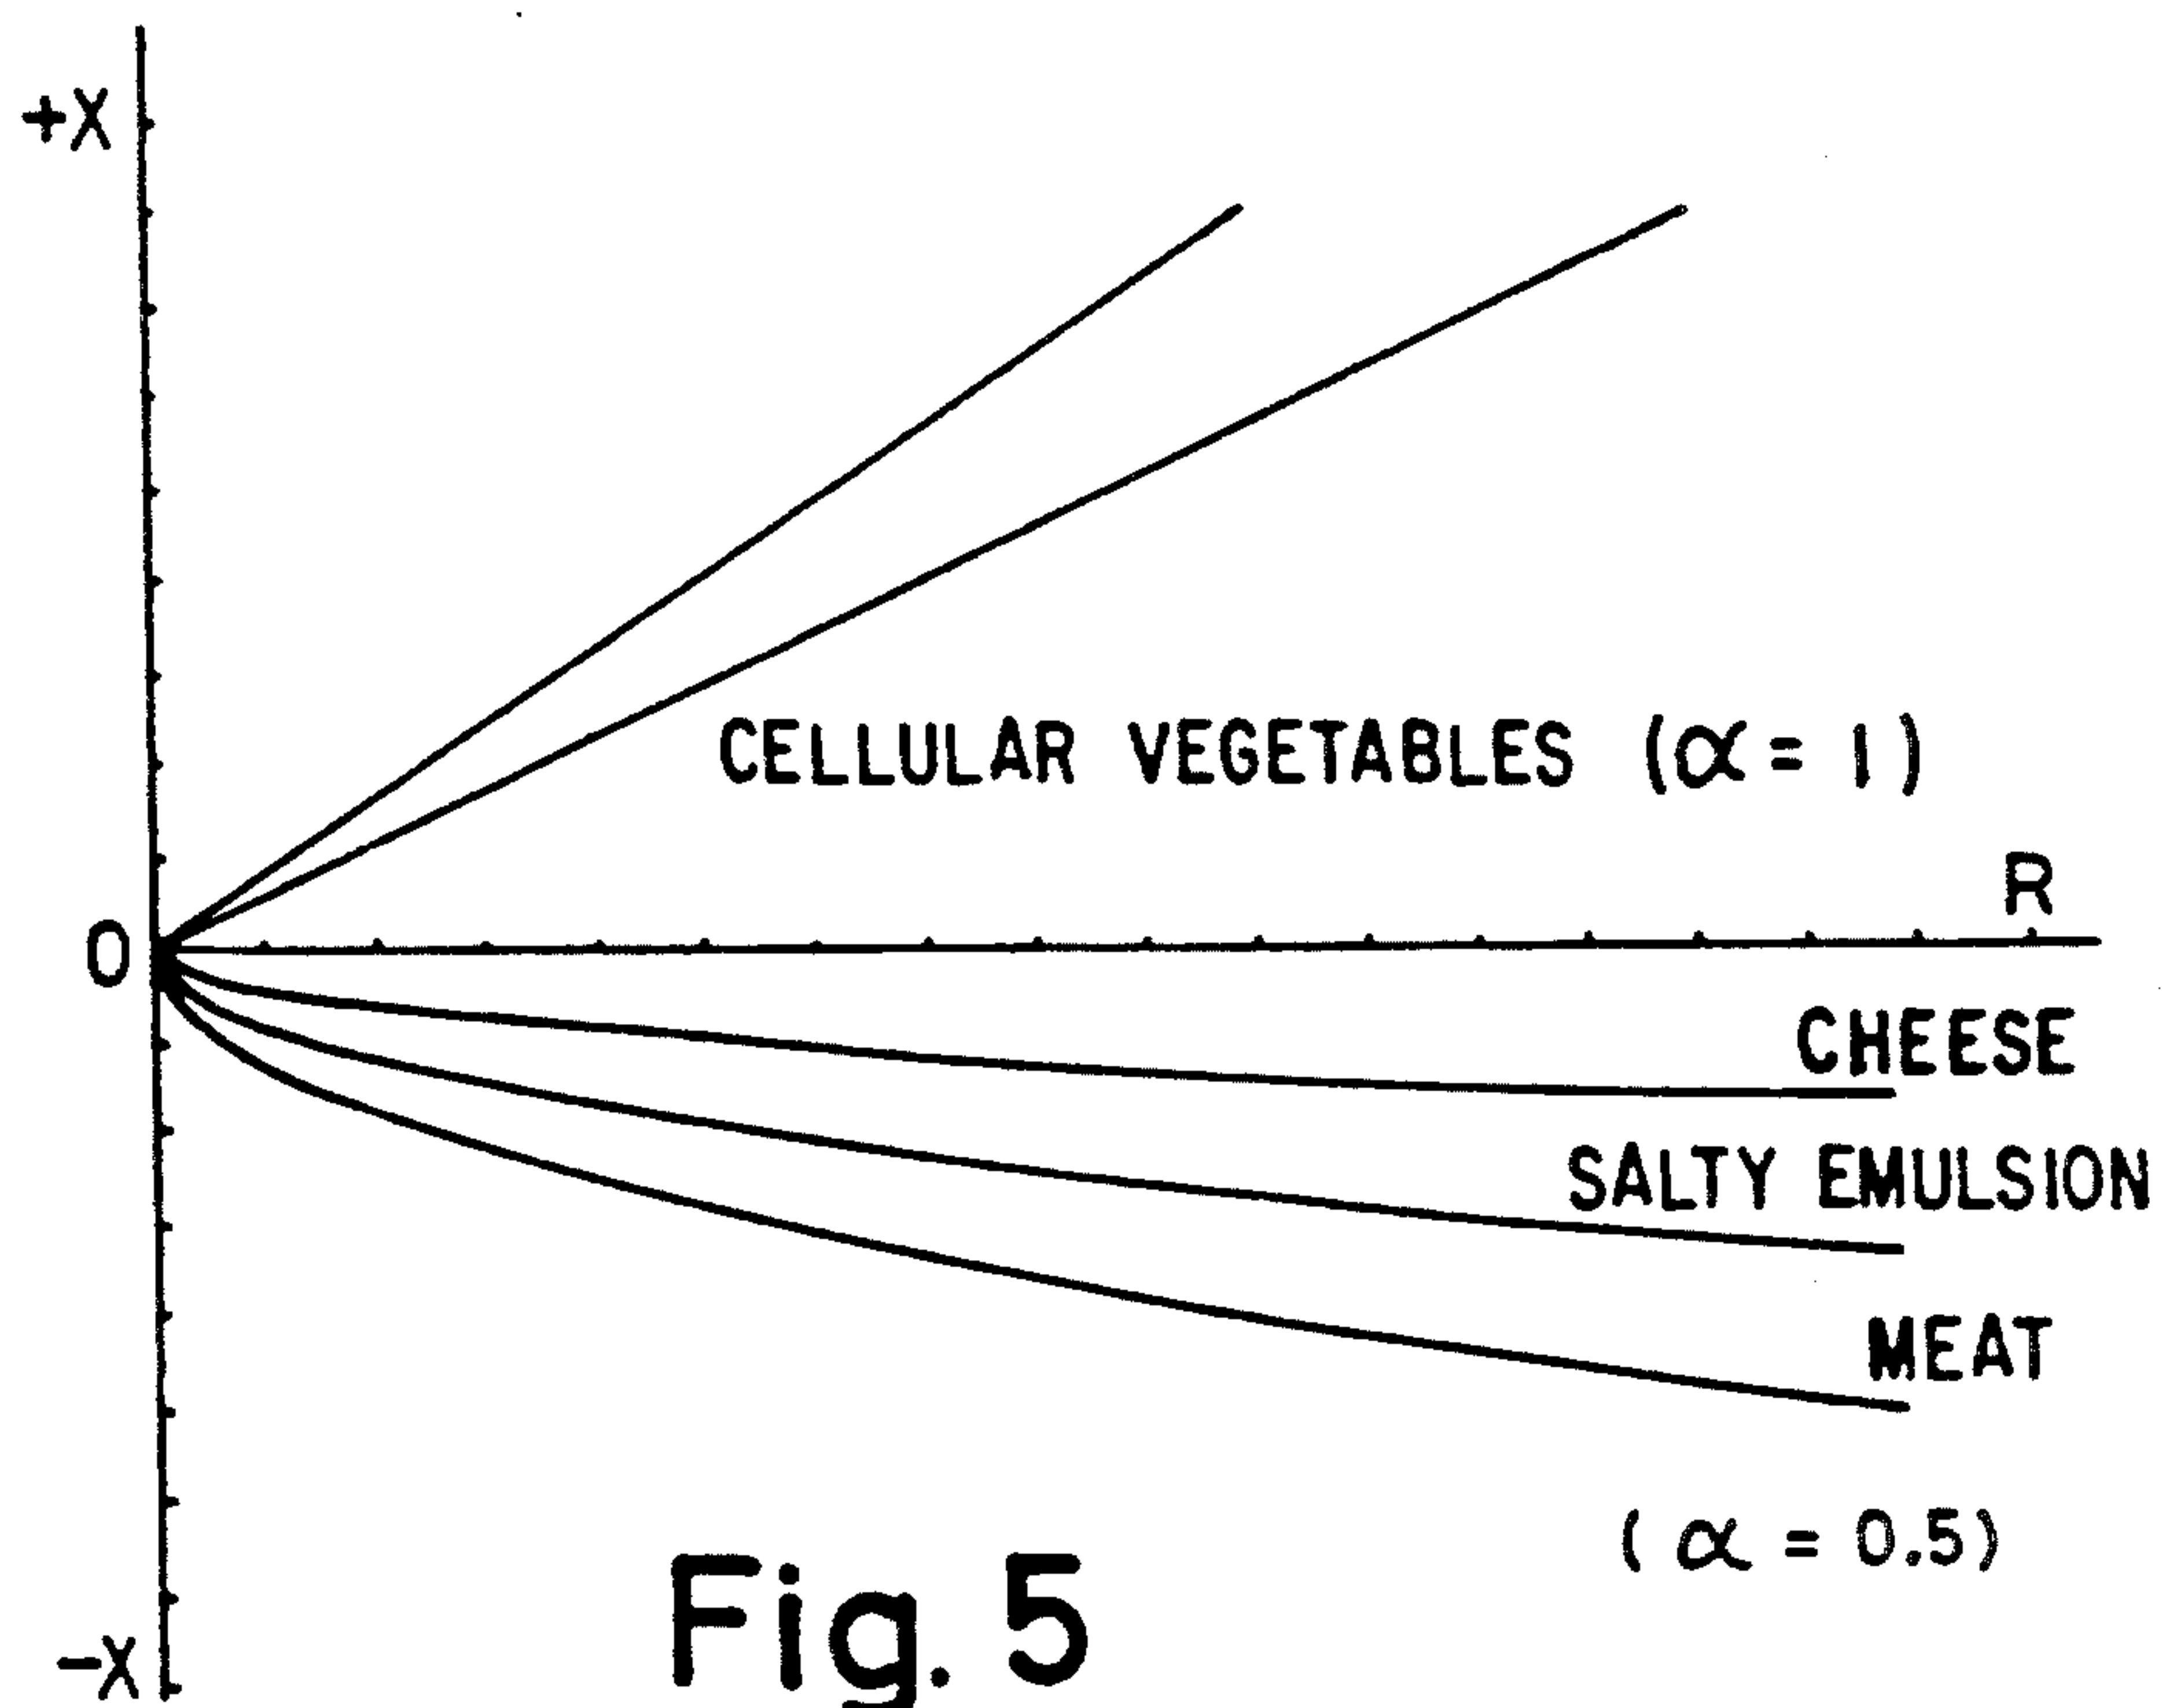 +X
CELLULAR VEGETABLES (α = 1)
R
0
CHEESE
SALTY EMULSION
MEAT
(α = 0.5)
-X
Fig. 5